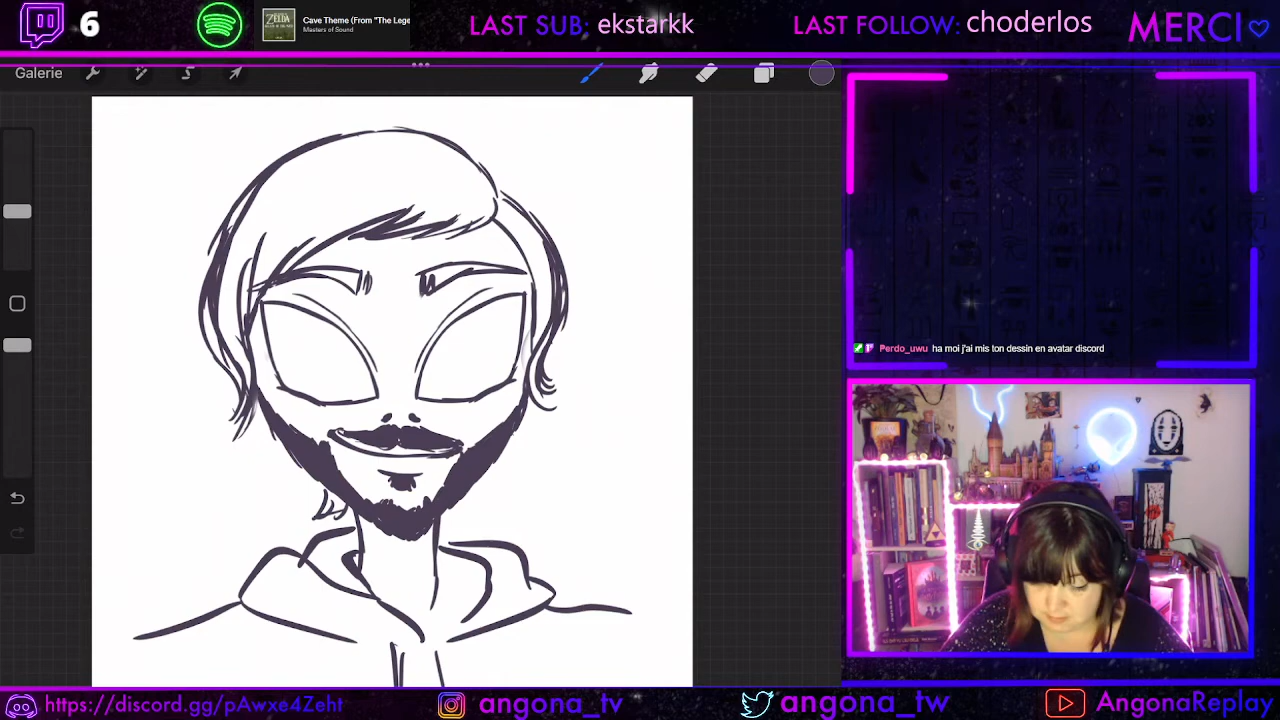 6
Cave Theme (From "The Lege
Masters of Sound
LAST SUB: ekstarkk
LAST FOLLOW: choderlos
MERCI
Galerie
Perdo_uwu ha moi j'ai mis ton dessin en avatar discord
https://discord.gg/pAwxe4Zeht
angona_tv
angona_tw
AngonaReplay